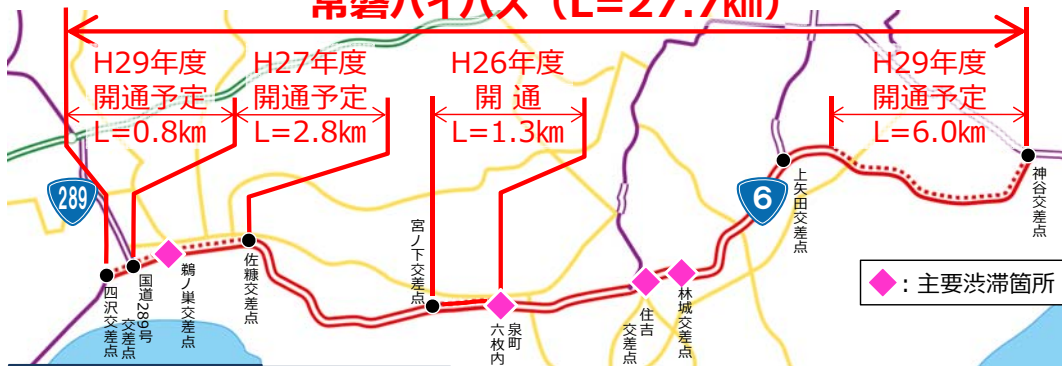 常磐バイパス（L=27.7㎞）
H29年度
開通予定
L=0.8㎞
H27年度
開通予定
L=2.8㎞
H26年度
開 通
L=1.3㎞
H29年度
開通予定
L=6.0㎞
289
6
四沢交差点
国道289号
交差点
鵜ノ巣交差点
佐糠交差点
宮ノ下交差点
泉町
六枚内
住吉
交差点
林城交差点
上矢田交差点
神谷交差点
：主要渋滞箇所